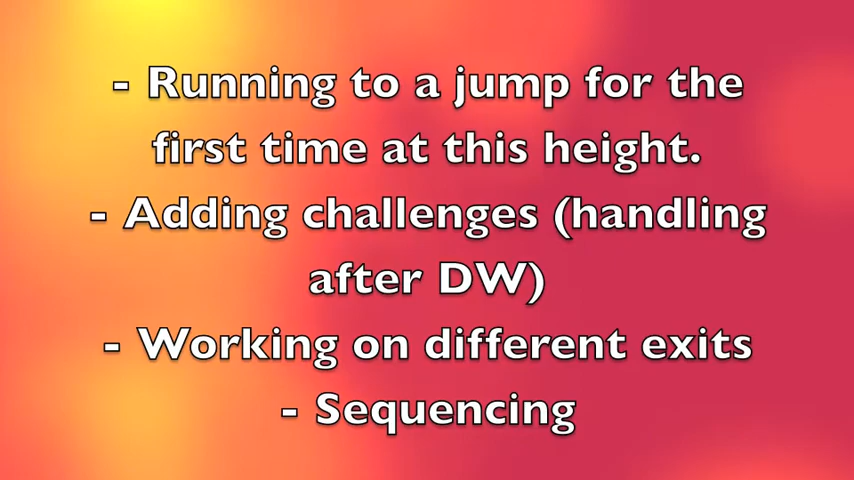 - Running to a jump for the
first time at this height.
- Adding challenges (handling
after DW)
- Working on different exits
- Sequencing